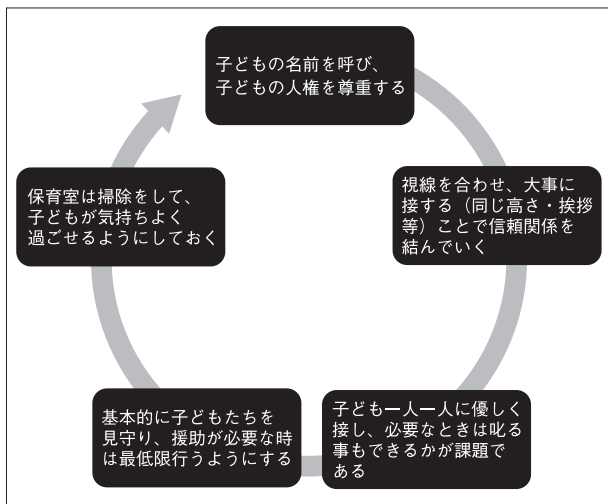 子どもの名前を呼び、
子どもの人権を尊重する
視線を合わせ、大事に
接する（同じ高さ・挨拶
等）ことで信頼関係を
結んでいく
子ども一人一人に優しく
接し、必要なときは叱る
事もできるかが課題で
ある
基本的に子どもたちを
見守り、援助が必要な時
は最低限行うようにする
保育室は掃除をして、
子どもが気持ちよく
過ごせるようにしておく